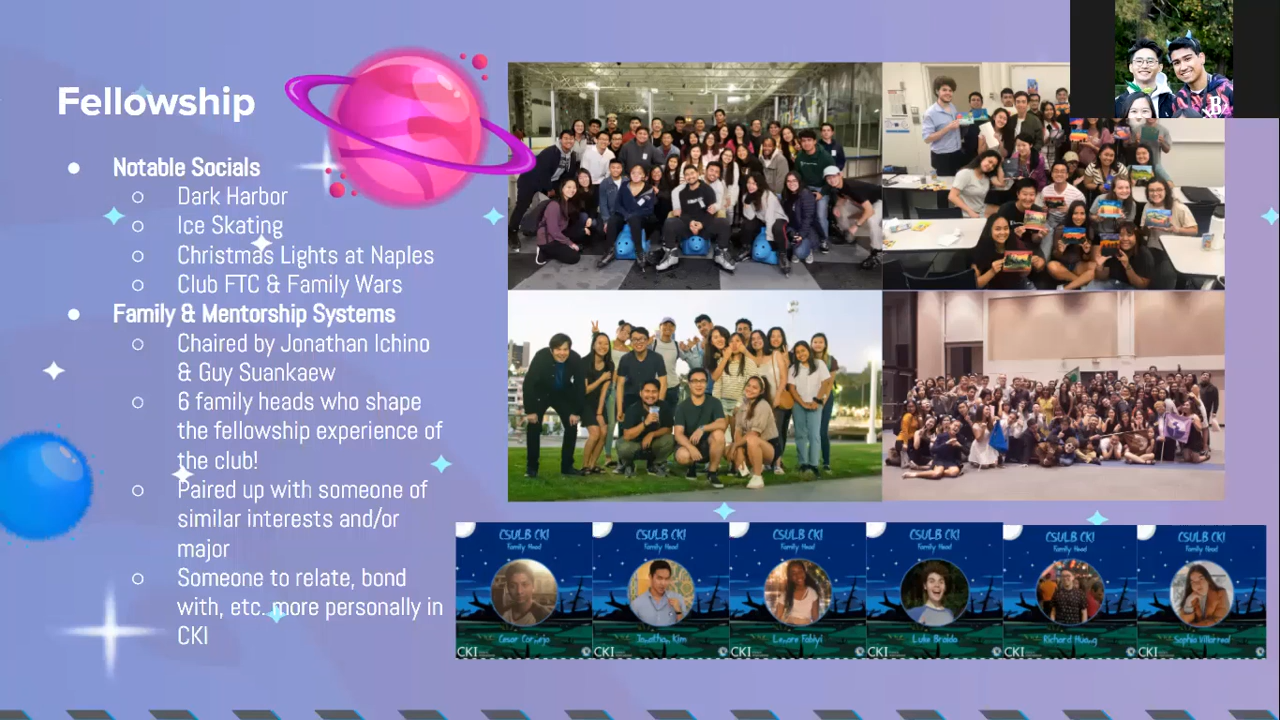 Fellowship
Notable Socials
Dark Harbor
Ice Skating
Christmas Lights at Naples
Club FTC & Family Wars
Family & Mentorship Systems
Chaired by Jonathan Ichino
& Guy Suankaew
6 family heads who shape
the fellowship experience of
the club!
Paired up with someone of
similar interests and/or
major
Someone to relate, bond
with, etc. more personally in
CKI
CSULB CKI
Family Head
Cesar Cornejo
CKI
CSULB CKI
Family Head
Jonathan Kim
CKI
CSULB CKI
Family Head
CKI
CSULB CKI
Family Head
Luke
CKI
CSULB CKI
Family Head
Richard Huang
CKI
CSULB CKI
Family Head
Sophia Villarreal
CKI
B